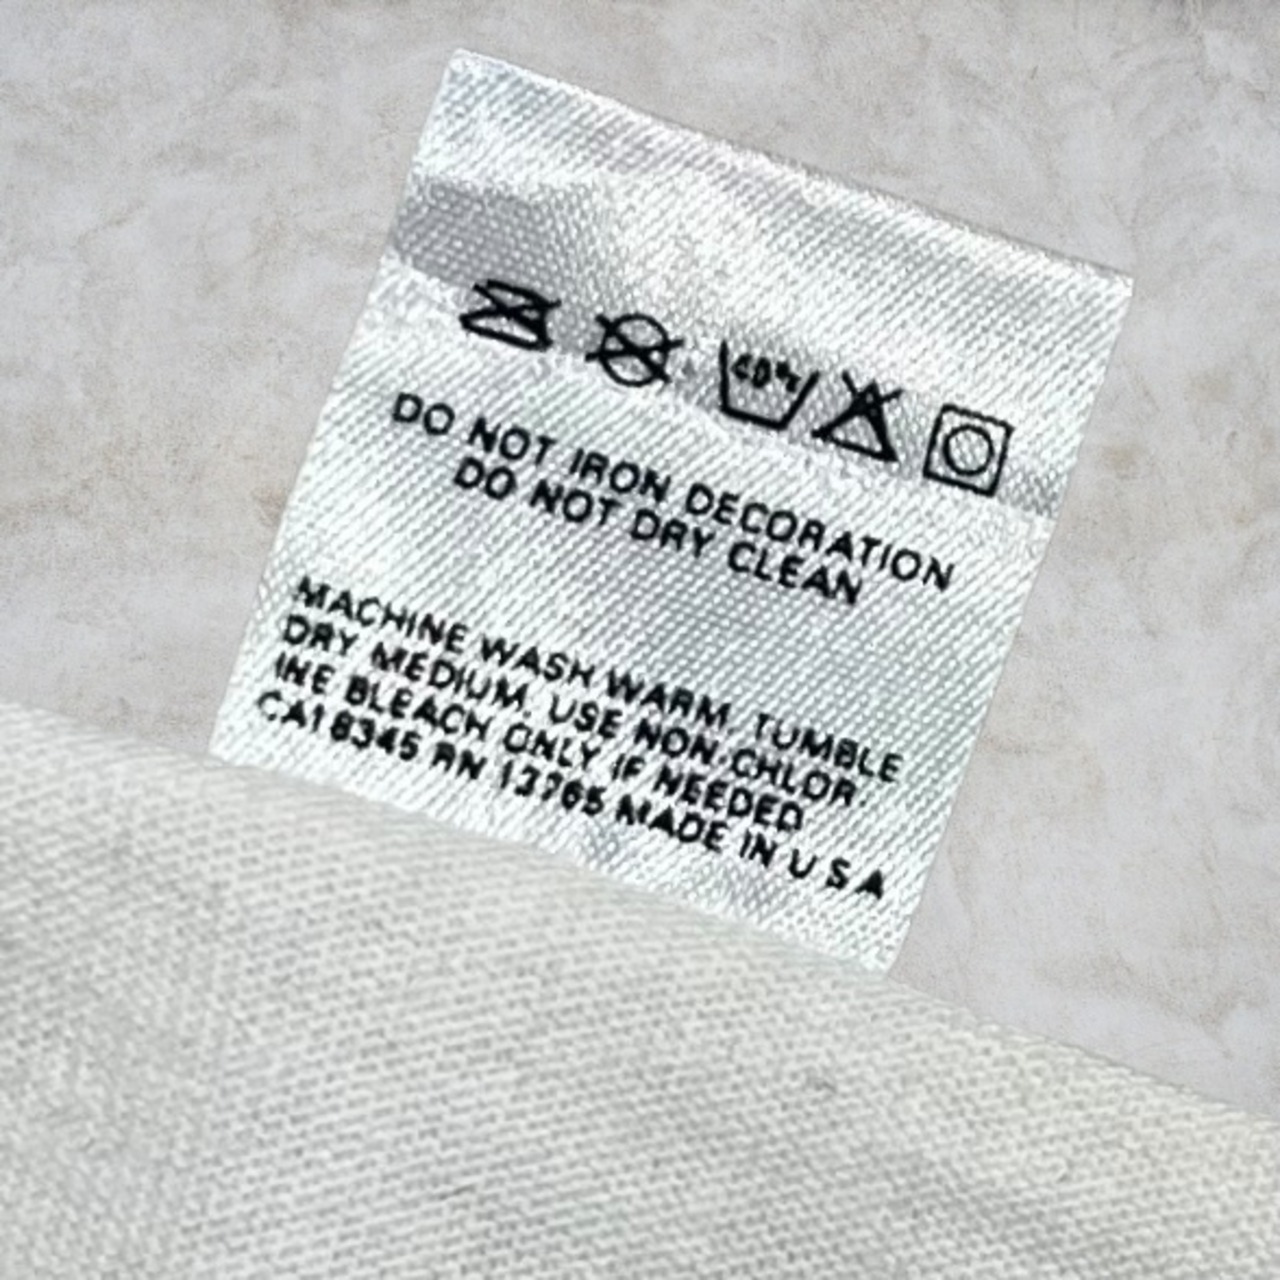 40°c
DO NOT IRON DECORATION
DO NOT DRY CLEAN
MACHINE WASH WARM, TUMBLE
DRY MEDIUM, USE NON-CHLOR.
INE BLEACH ONLY IF NEEDED
CA18345 RN 13765 MADE IN U S A